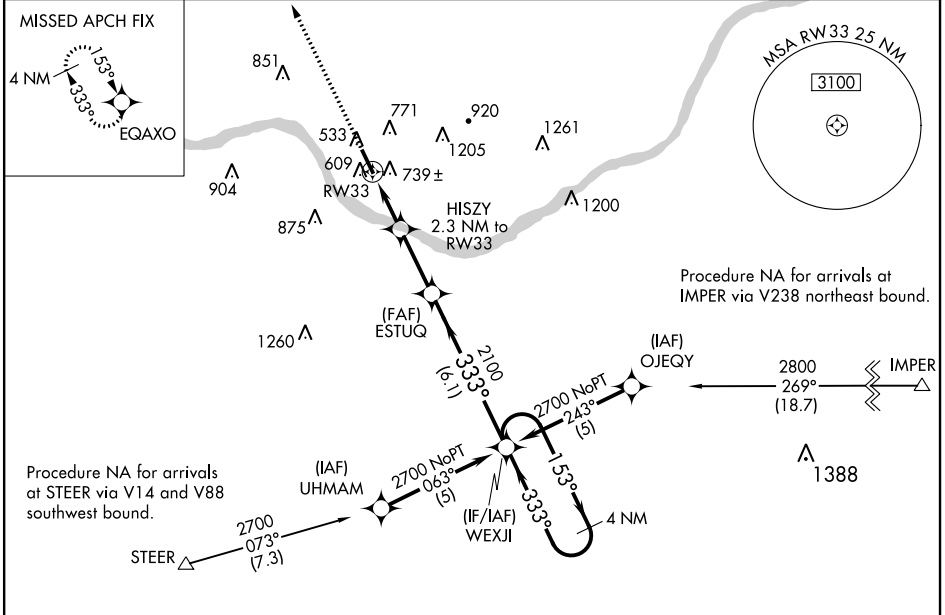 MISSED APCH FIX
4 NM
153°
333°
EQAXO
MSA RW33 25 NM
3100
851
771
920
533
1205
1261
609
739±
RW33
904
875
HISZY
2.3 NM to
RW33
1200
Procedure NA for arrivals at
IMPER via V238 northeast bound.
(FAF)
ESTUQ
1260
2100
333°
(6.1)
(IAF)
OJEQY
2800
269°
(18.7)
IMPER
2700 NoPT
243°
(5)
1388
Procedure NA for arrivals
at STEER via V14 and V88
southwest bound.
(IAF)
UHMAM
2700 NoPT
063°
(5)
153°
333°
4 NM
(IF/IAF)
WEXJI
2700
073°
(7.3)
STEER